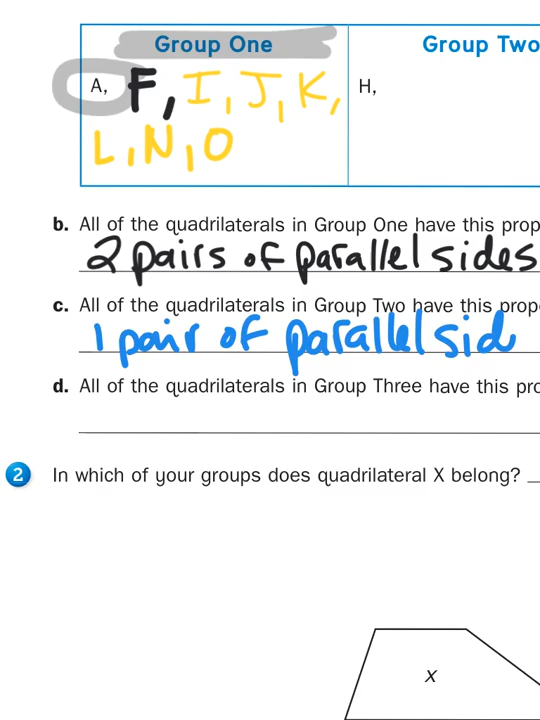 Group One
Group Two
A, F, I, J, K,
H,
L, N, O
b. All of the quadrilaterals in Group One have this prop
2 pairs of parallel sides
c. All of the quadrilaterals in Group Two have this prop
1 pair of parallel sid
d. All of the quadrilaterals in Group Three have this pro
2 In which of your groups does quadrilateral X belong?
X